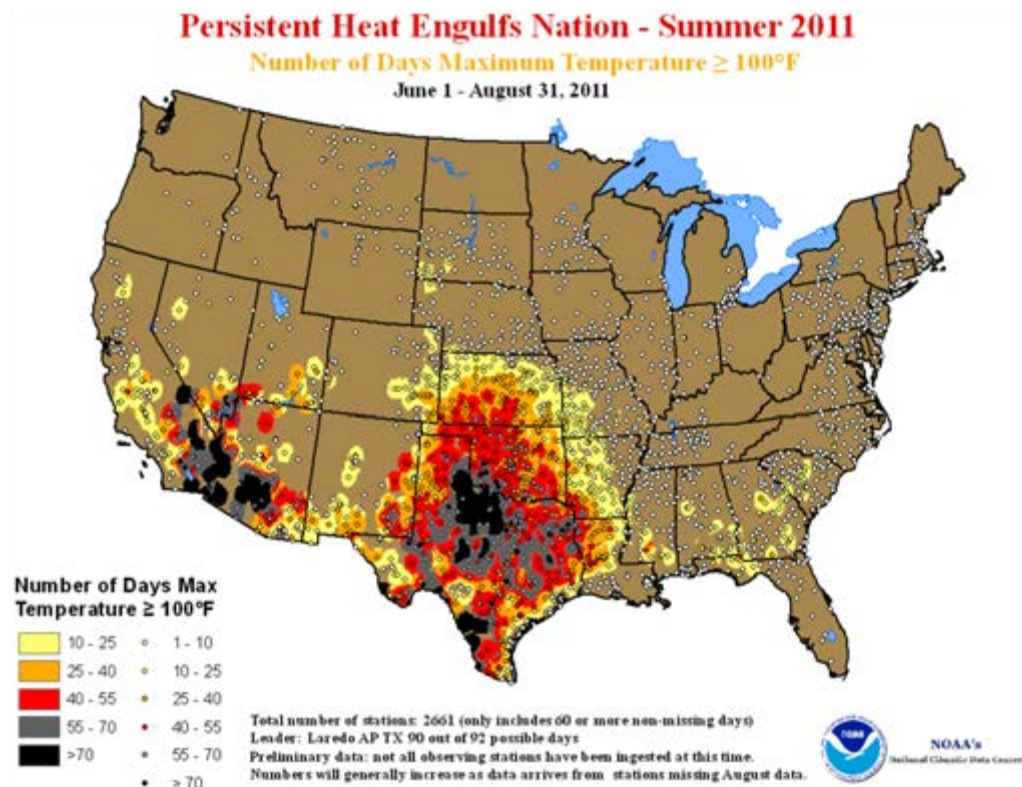 Persistent Heat Engulfs Nation - Summer 2011
Number of Days Maximum Temperature ≥ 100°F
June 1 - August 31, 2011
Number of Days Max
Temperature ≥ 100°F
10 - 25 1 - 10
25 - 40 10 - 25
40 - 55 25 - 40
55 - 70 40 - 55
>70 55 - 70
> 70
Total number of stations: 2661 (only includes 60 or more non-missing days)
Leader: Laredo AP TX 90 out of 92 possible days
Preliminary data: not all observing stations have been ingested at this time.
Numbers will generally increase as data arrives from stations missing August data.
NOAA
NOAA's
National Climatic Data Center